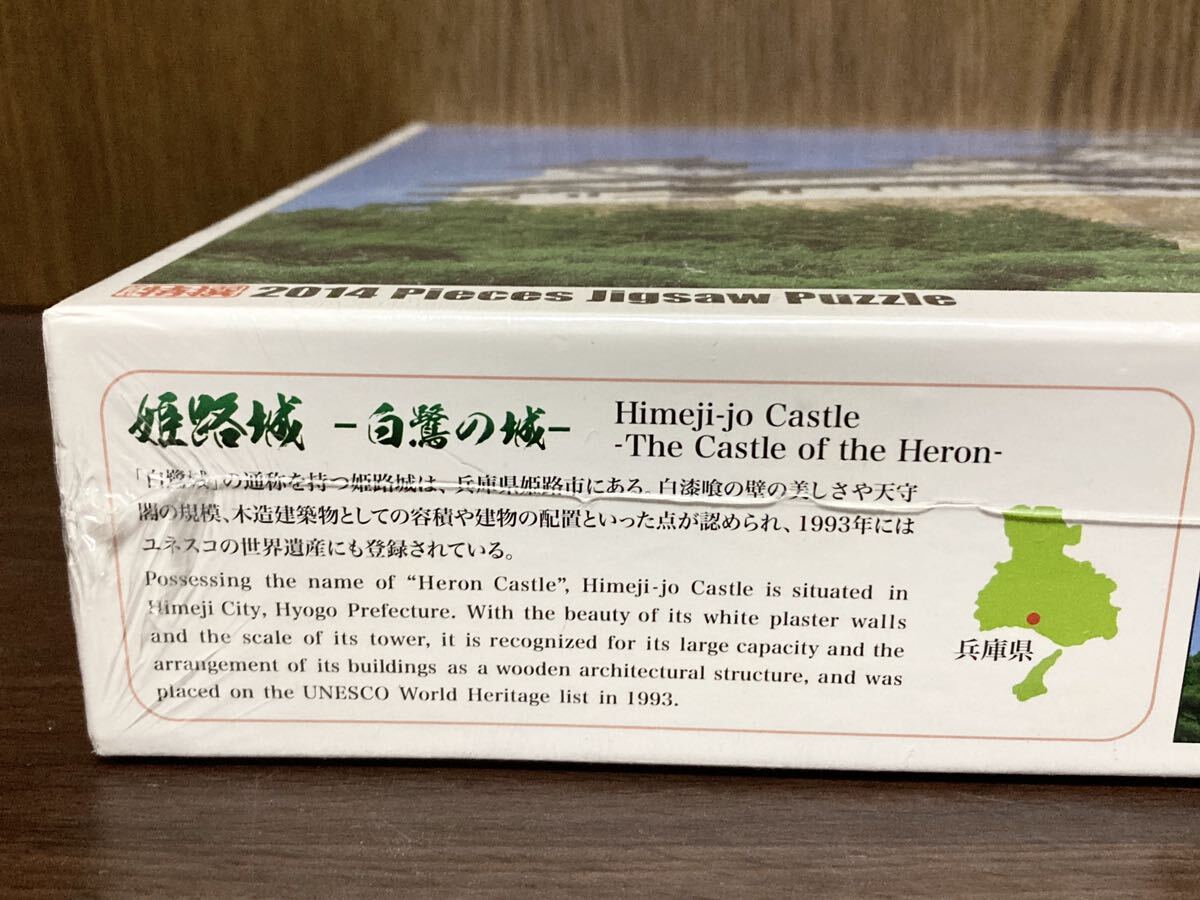 2014 Pieces Jigsaw Puzzle
姫路城 -白鷺の城-
Himeji-jo Castle
-The Castle of the Heron-
「白鷺城」の通称を持つ姫路城は、兵庫県姫路市にある。白漆喰の壁の美しさや天守
閣の規模、木造建築物としての容積や建物の配置といった点が認められ、1993年には
ユネスコの世界遺産にも登録されている。
Possessing the name of “Heron Castle”, Himeji-jo Castle is situated in
Himeji City, Hyogo Prefecture. With the beauty of its white plaster walls
and the scale of its tower, it is recognized for its large capacity and the
arrangement of its buildings as a wooden architectural structure, and was
placed on the UNESCO World Heritage list in 1993.
兵庫県